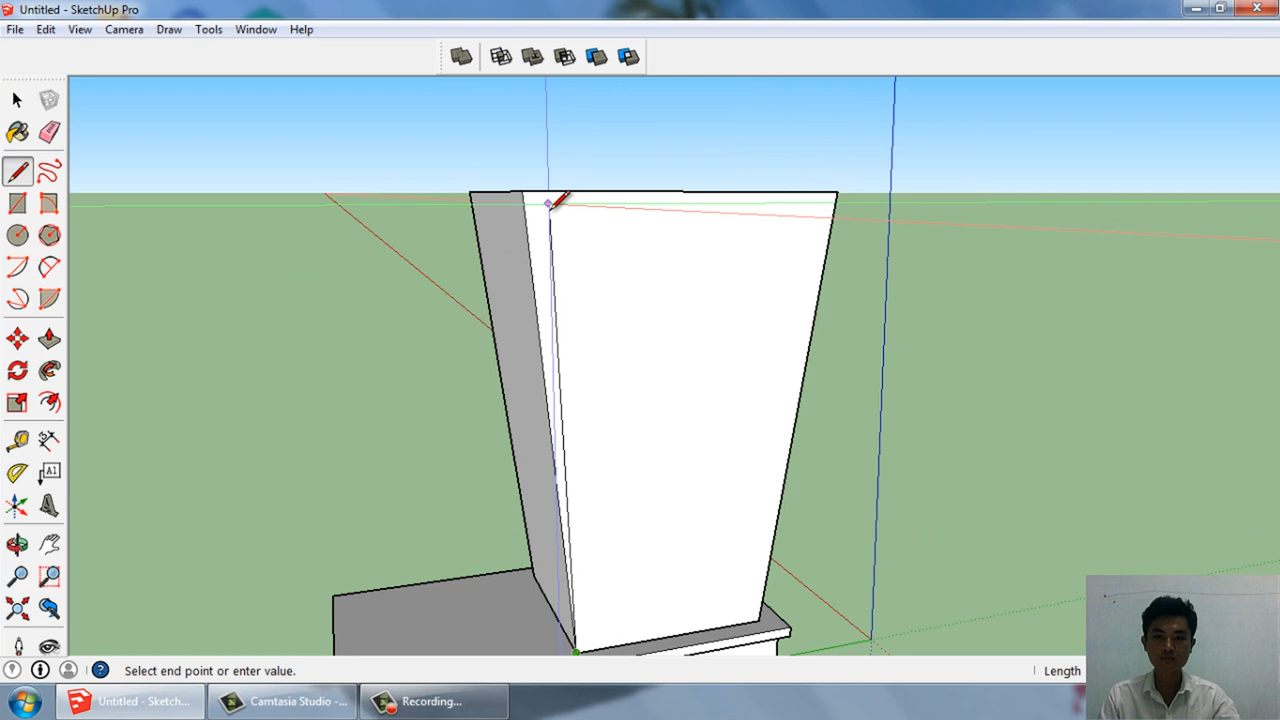 Untitled - SketchUp Pro
File Edit View Camera Draw Tools Window Help
A1
Select end point or enter value.
Length
Untitled - Sketch...
Camtasia Studio -...
Recording...